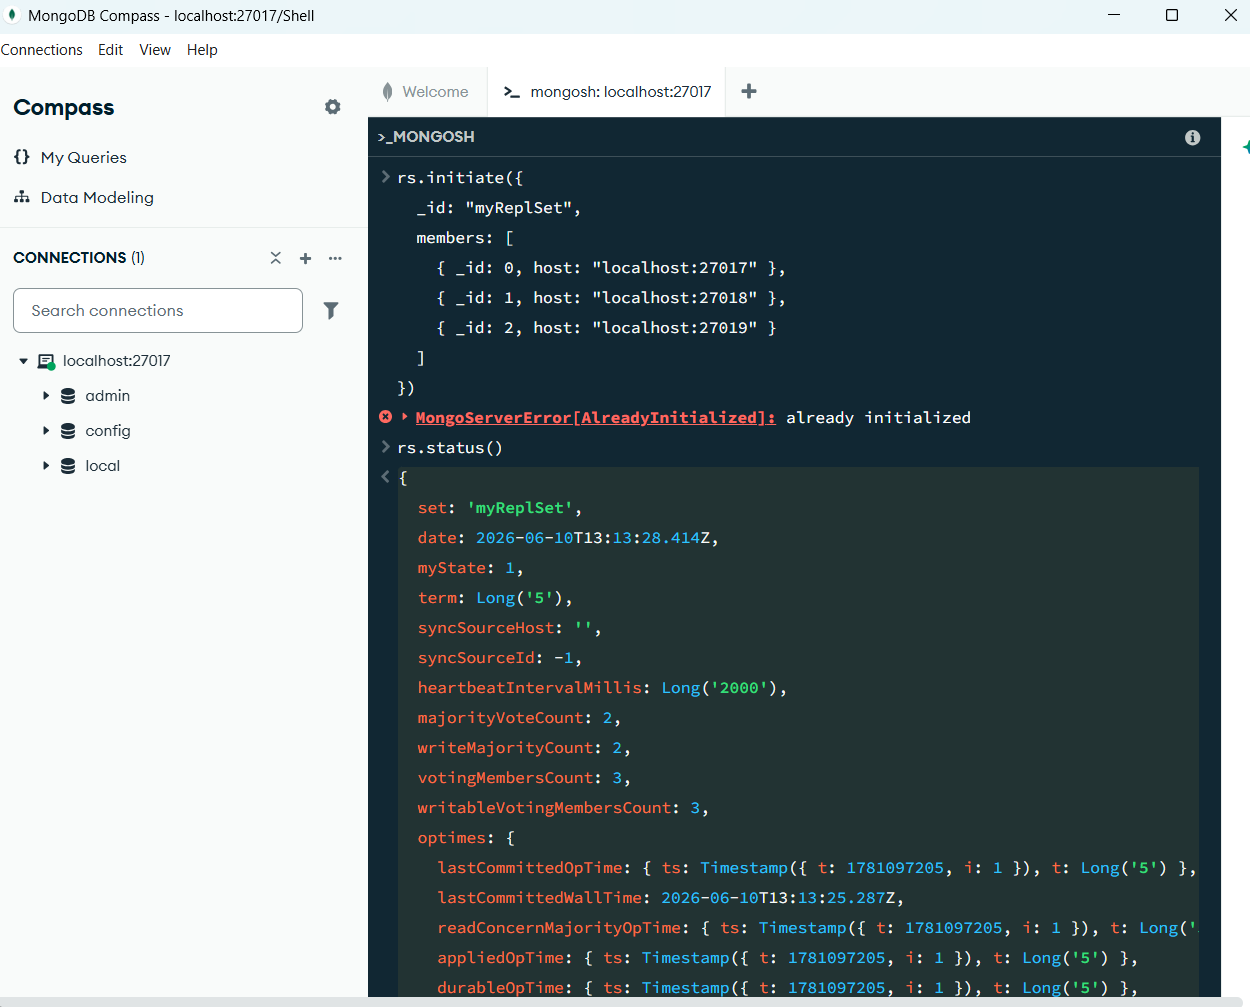 MongoDB Compass - localhost:27017/Shell
Connections Edit View Help
Compass
My Queries
Data Modeling
CONNECTIONS (1)
Search connections
localhost:27017
admin
config
local
Welcome
mongosh: localhost:27017
>_MONGOSH
rs.initiate({
_id: "myReplSet",
members: [
{ _id: 0, host: "localhost:27017" },
{ _id: 1, host: "localhost:27018" },
{ _id: 2, host: "localhost:27019" }
]
})
MongoServerError[AlreadyInitialized]: already initialized
rs.status()
{
set: 'myReplSet',
date: 2026-06-10T13:13:28.414Z,
myState: 1,
term: Long('5'),
syncSourceHost: '',
syncSourceId: -1,
heartbeatIntervalMillis: Long('2000'),
majorityVoteCount: 2,
writeMajorityCount: 2,
votingMembersCount: 3,
writableVotingMembersCount: 3,
optimes: {
lastCommittedOpTime: { ts: Timestamp({ t: 1781097205, i: 1 }), t: Long('5') },
lastCommittedWallTime: 2026-06-10T13:13:25.287Z,
readConcernMajorityOpTime: { ts: Timestamp({ t: 1781097205, i: 1 }), t: Long('
appliedOpTime: { ts: Timestamp({ t: 1781097205, i: 1 }), t: Long('5') },
durableOpTime: { ts: Timestamp({ t: 1781097205, i: 1 }), t: Long('5') },